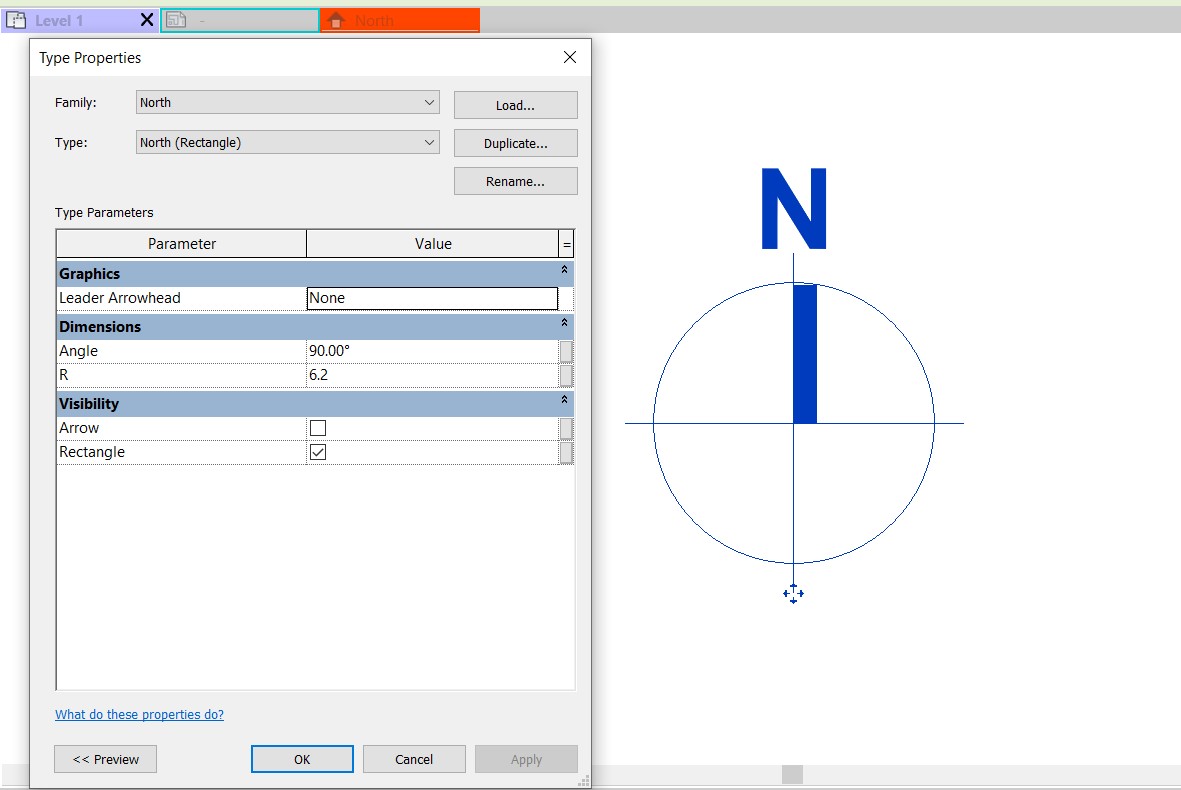 Level 1
-
North
Type Properties
Family:
North
Load...
Type:
North (Rectangle)
Duplicate...
Rename...
Type Parameters
Parameter
Value
=
Graphics
Leader Arrowhead
None
Dimensions
Angle
90.00°
R
6.2
Visibility
Arrow
Rectangle
What do these properties do?
<< Preview
OK
Cancel
Apply
N